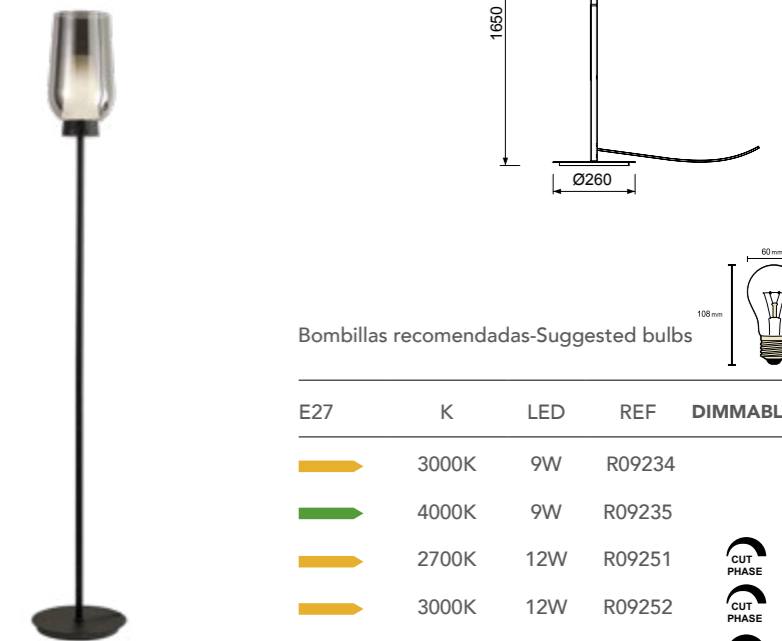 1650
Ø260
60 mm
108 mm
Bombillas recomendadas-Suggested bulbs
E27 K LED REF DIMMABL
3000K 9W R09234
4000K 9W R09235
2700K 12W R09251 CUT PHASE
3000K 12W R09252 CUT PHASE